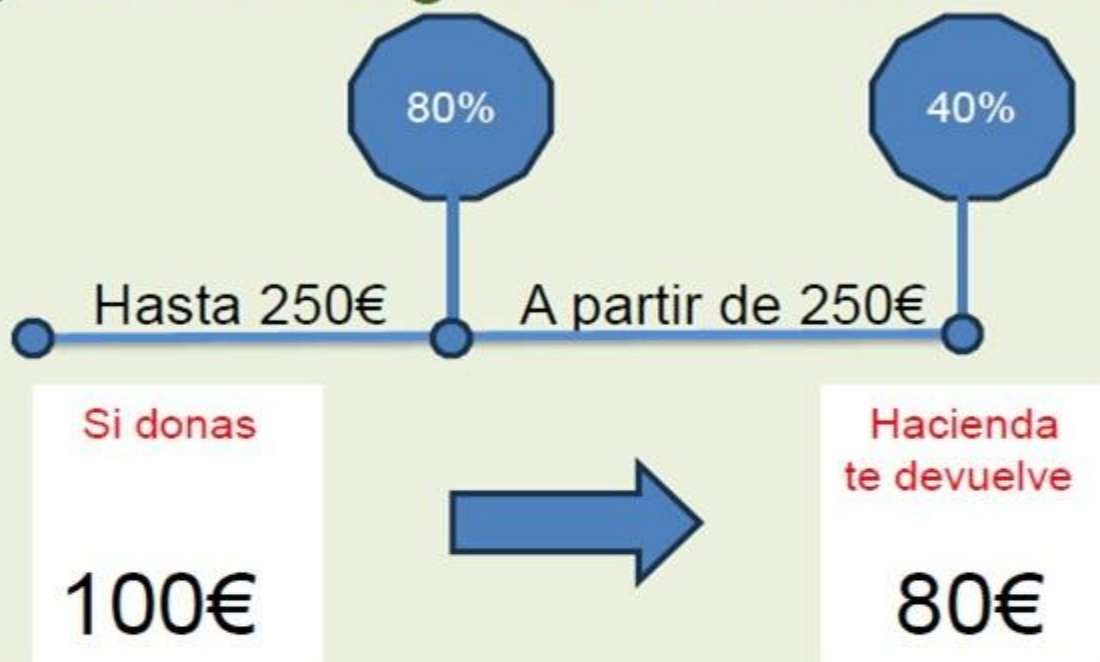 80%
40%
Hasta 250€
A partir de 250€
Si donas
100€
Hacienda
te devuelve
80€